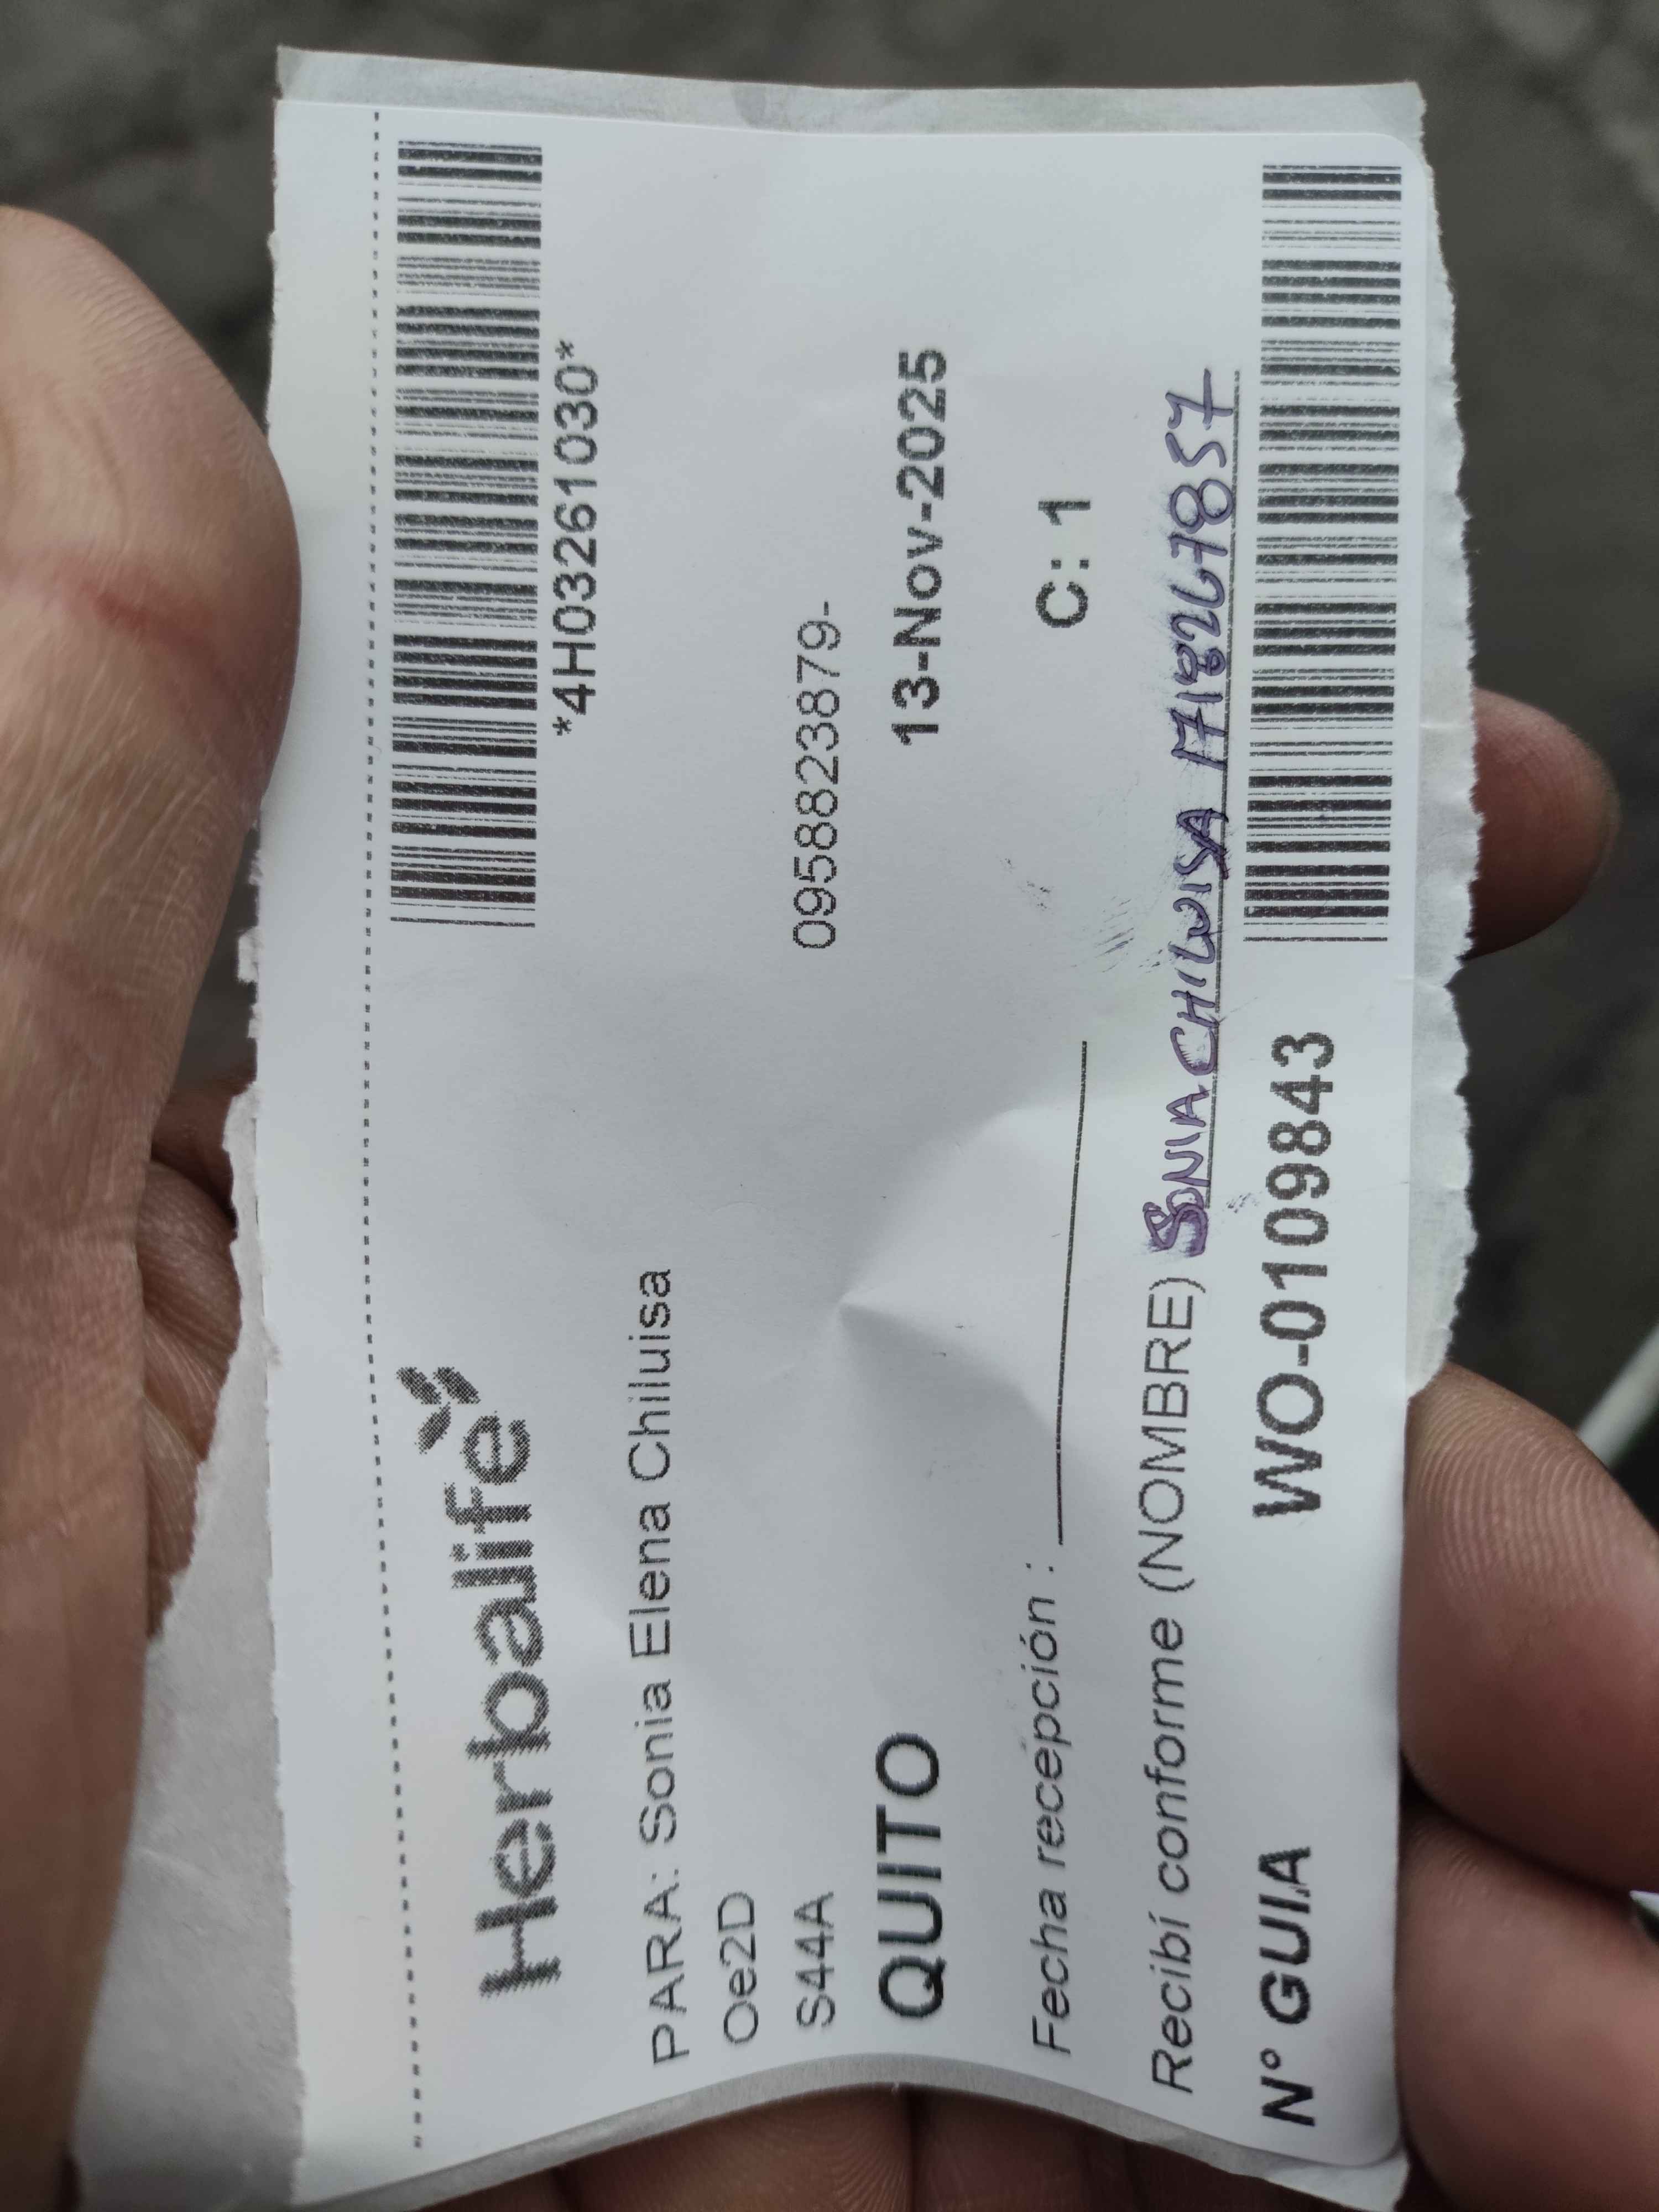 Herbalife
*4H03261030*
PARA: Sonia Elena Chiluisa
Oe2D
S44A 0958823879-
QUITO 13-Nov-2025
Fecha recepción : C: 1
Recibí conforme (NOMBRE) SONIA CHILUISA
N° GUIA WO-0109843